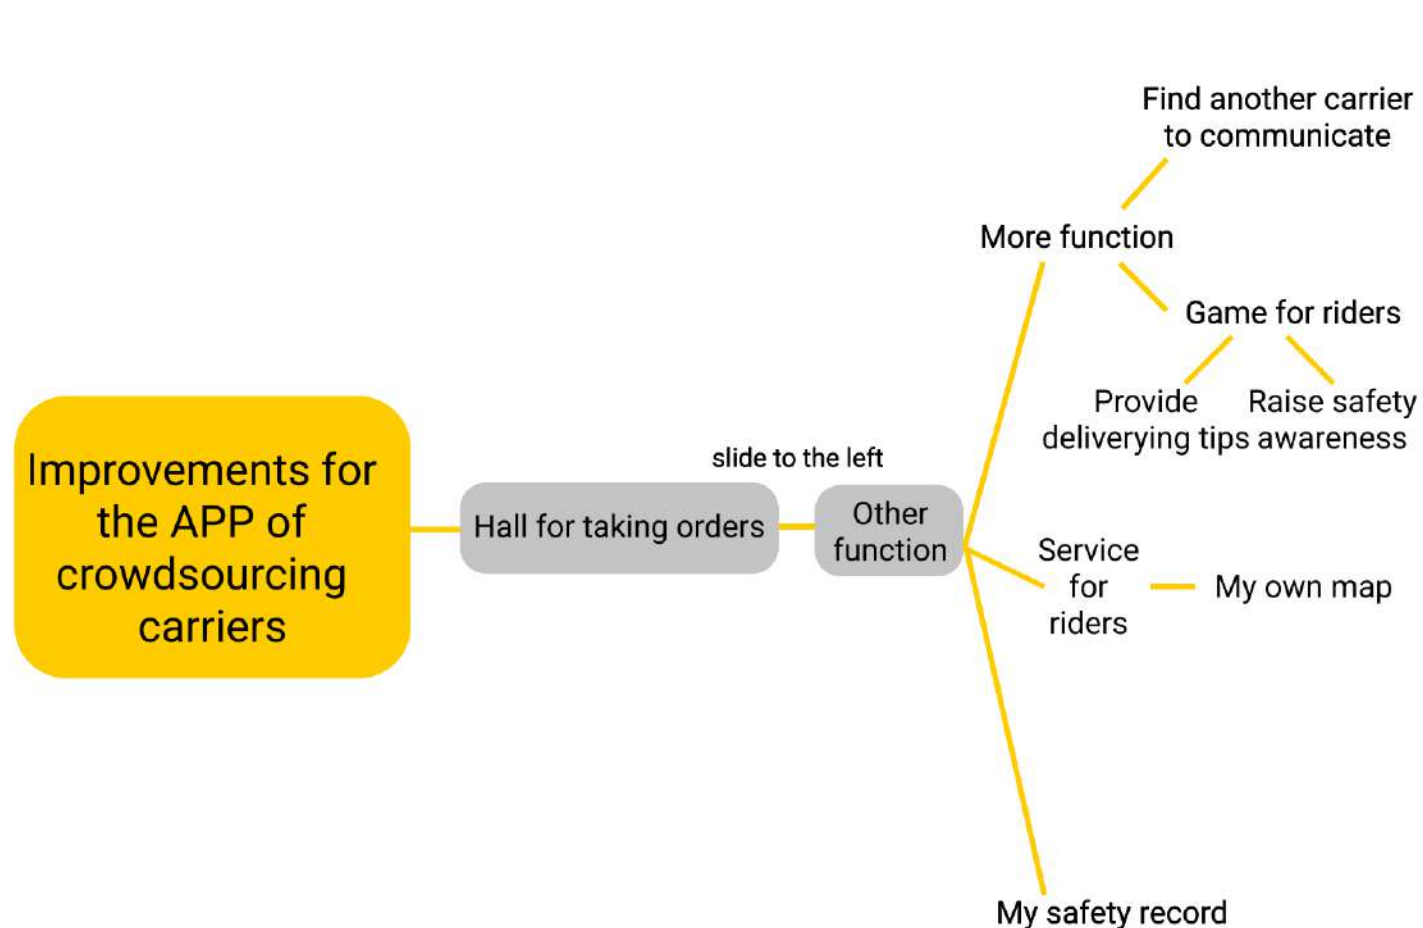 Improvements for
the APP of
crowdsourcing
carriers
Hall for taking orders
slide to the left
Other
function
More function
Find another carrier
to communicate
Game for riders
Provide
deliverying tips
Raise safety
awareness
Service
for
riders
My own map
My safety record